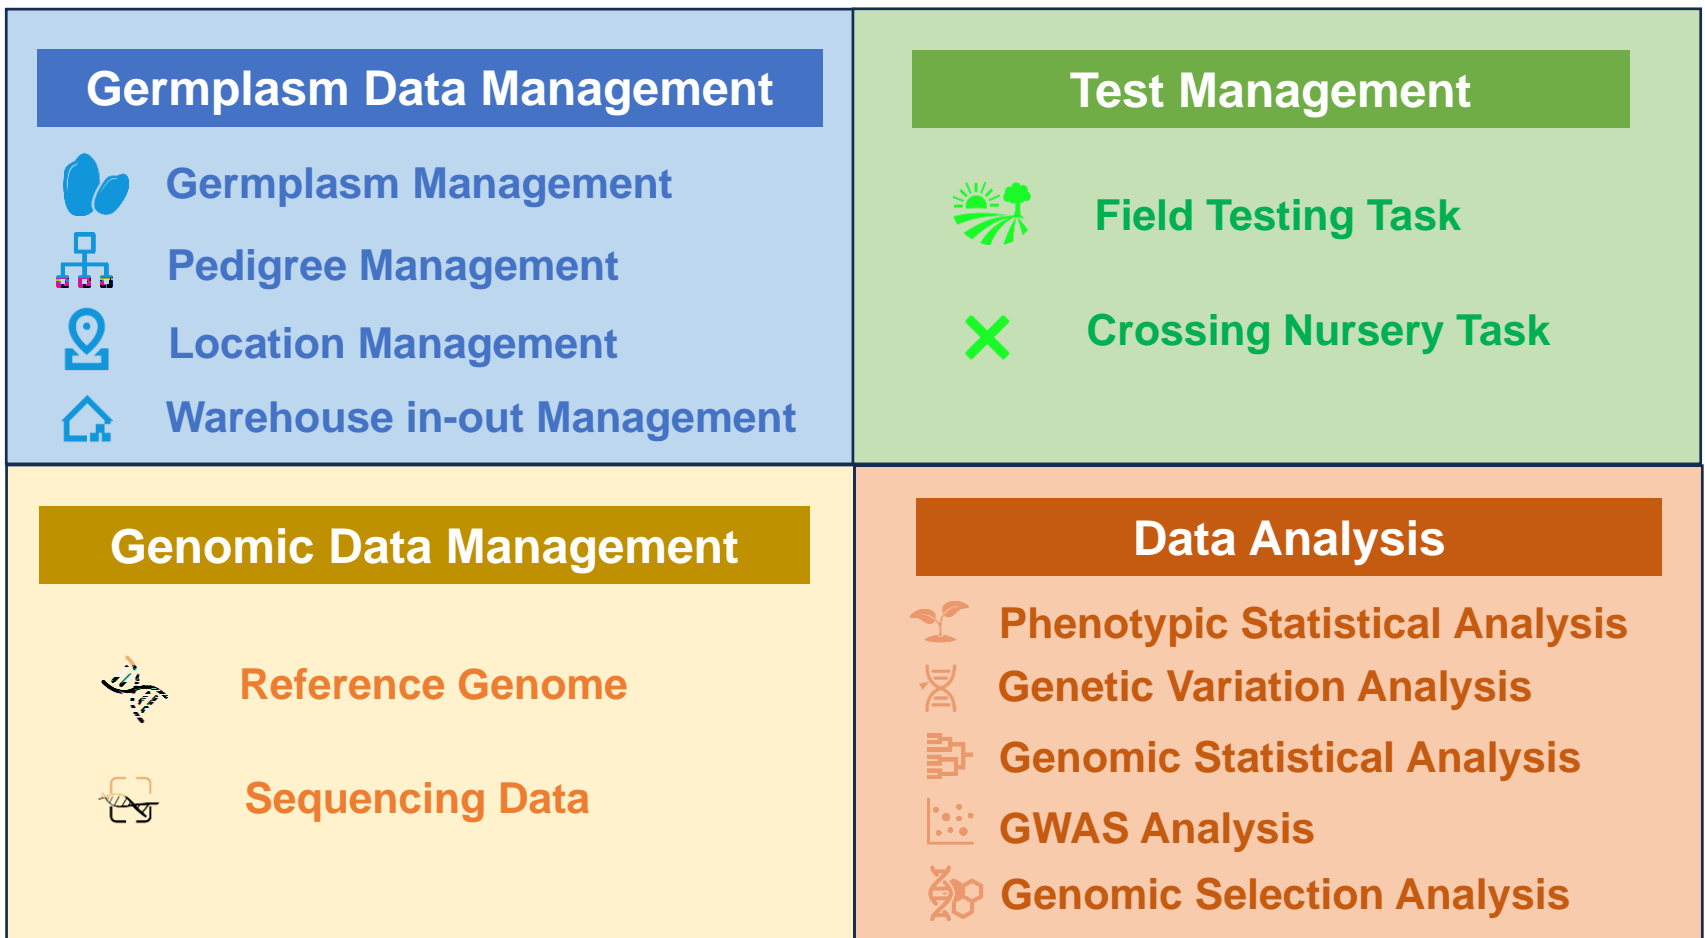 Germplasm Data Management
Germplasm Management
Pedigree Management
Location Management
Warehouse in-out Management
Test Management
Field Testing Task
Crossing Nursery Task
Genomic Data Management
Reference Genome
Sequencing Data
Data Analysis
Phenotypic Statistical Analysis
Genetic Variation Analysis
Genomic Statistical Analysis
GWAS Analysis
Genomic Selection Analysis